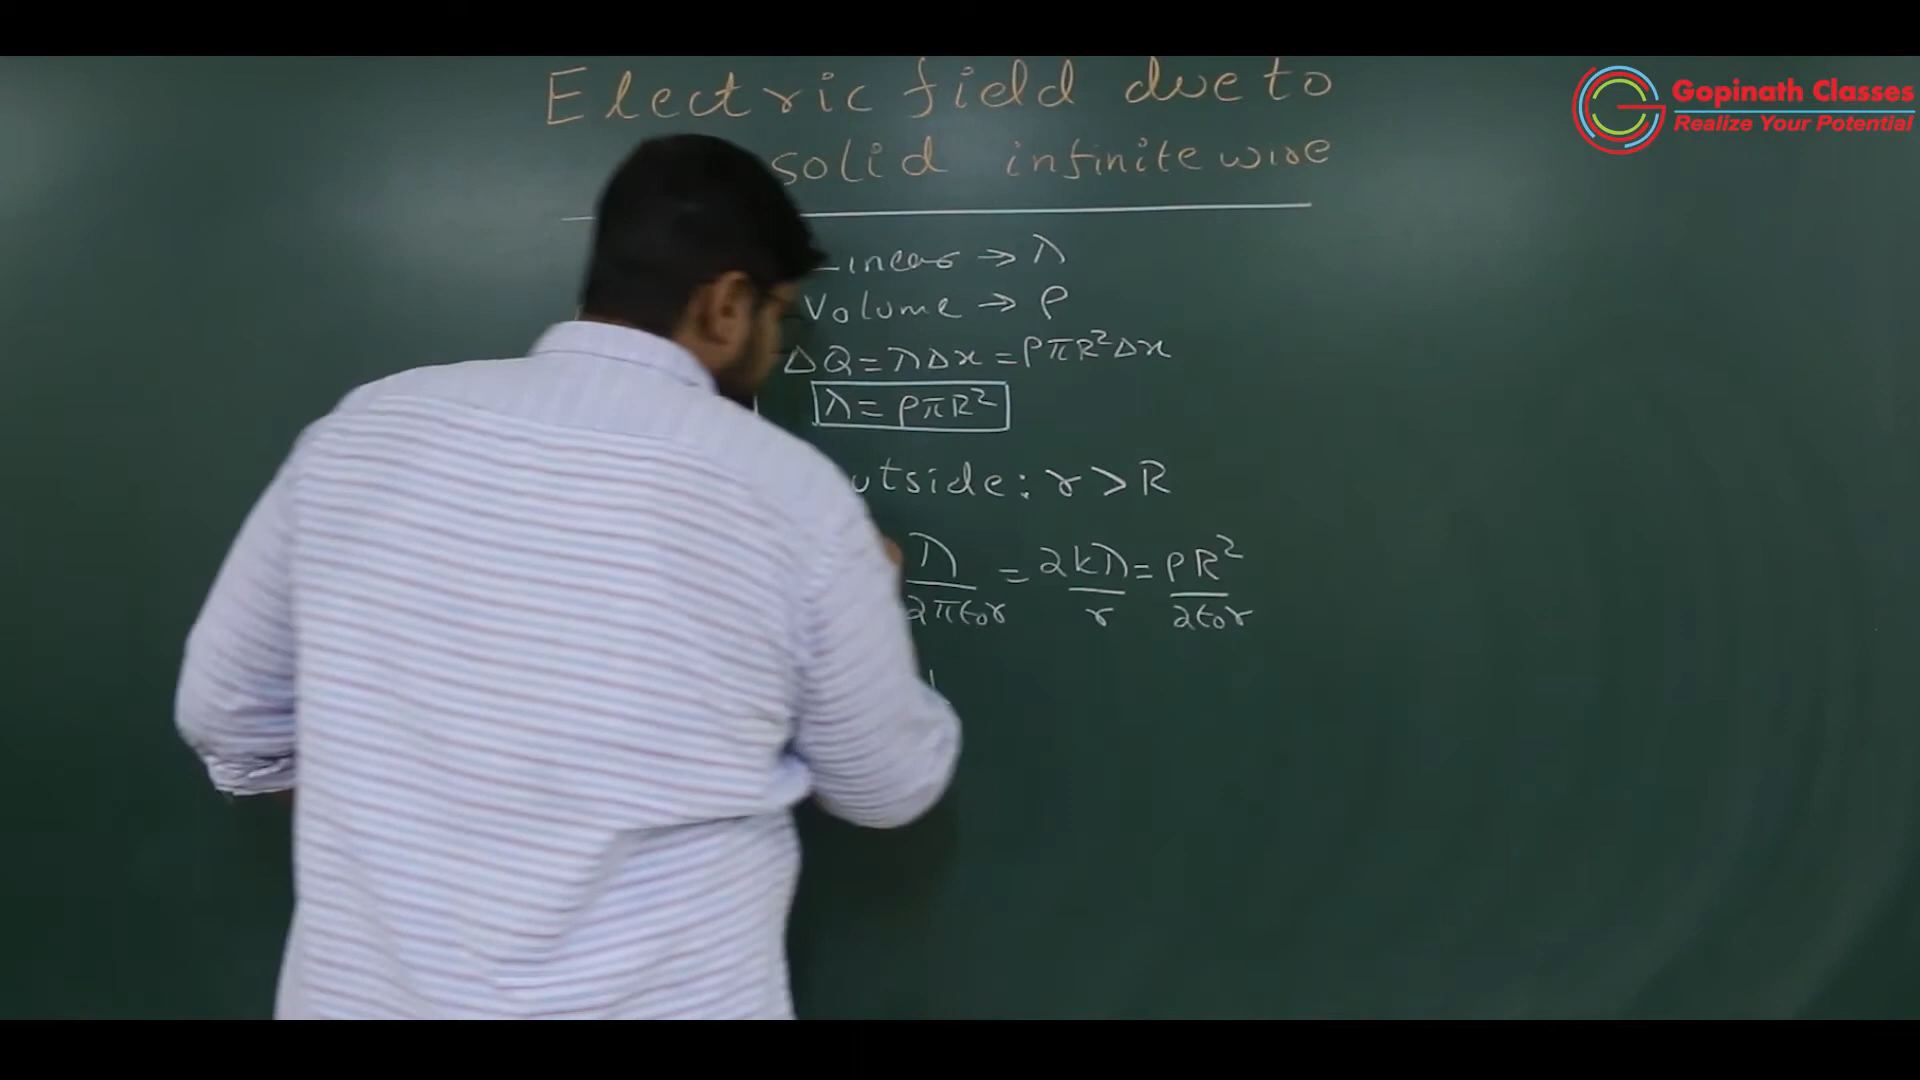 Electric field due to
solid infinite wire
Linear → λ
Volume → ρ
ΔQ = λΔx = ρπR²Δx
λ = ρπR²
utside: r > R
λ/2πε₀r = 2kλ/r = ρR²/2ε₀r
Gopinath Classes
Realize Your Potential